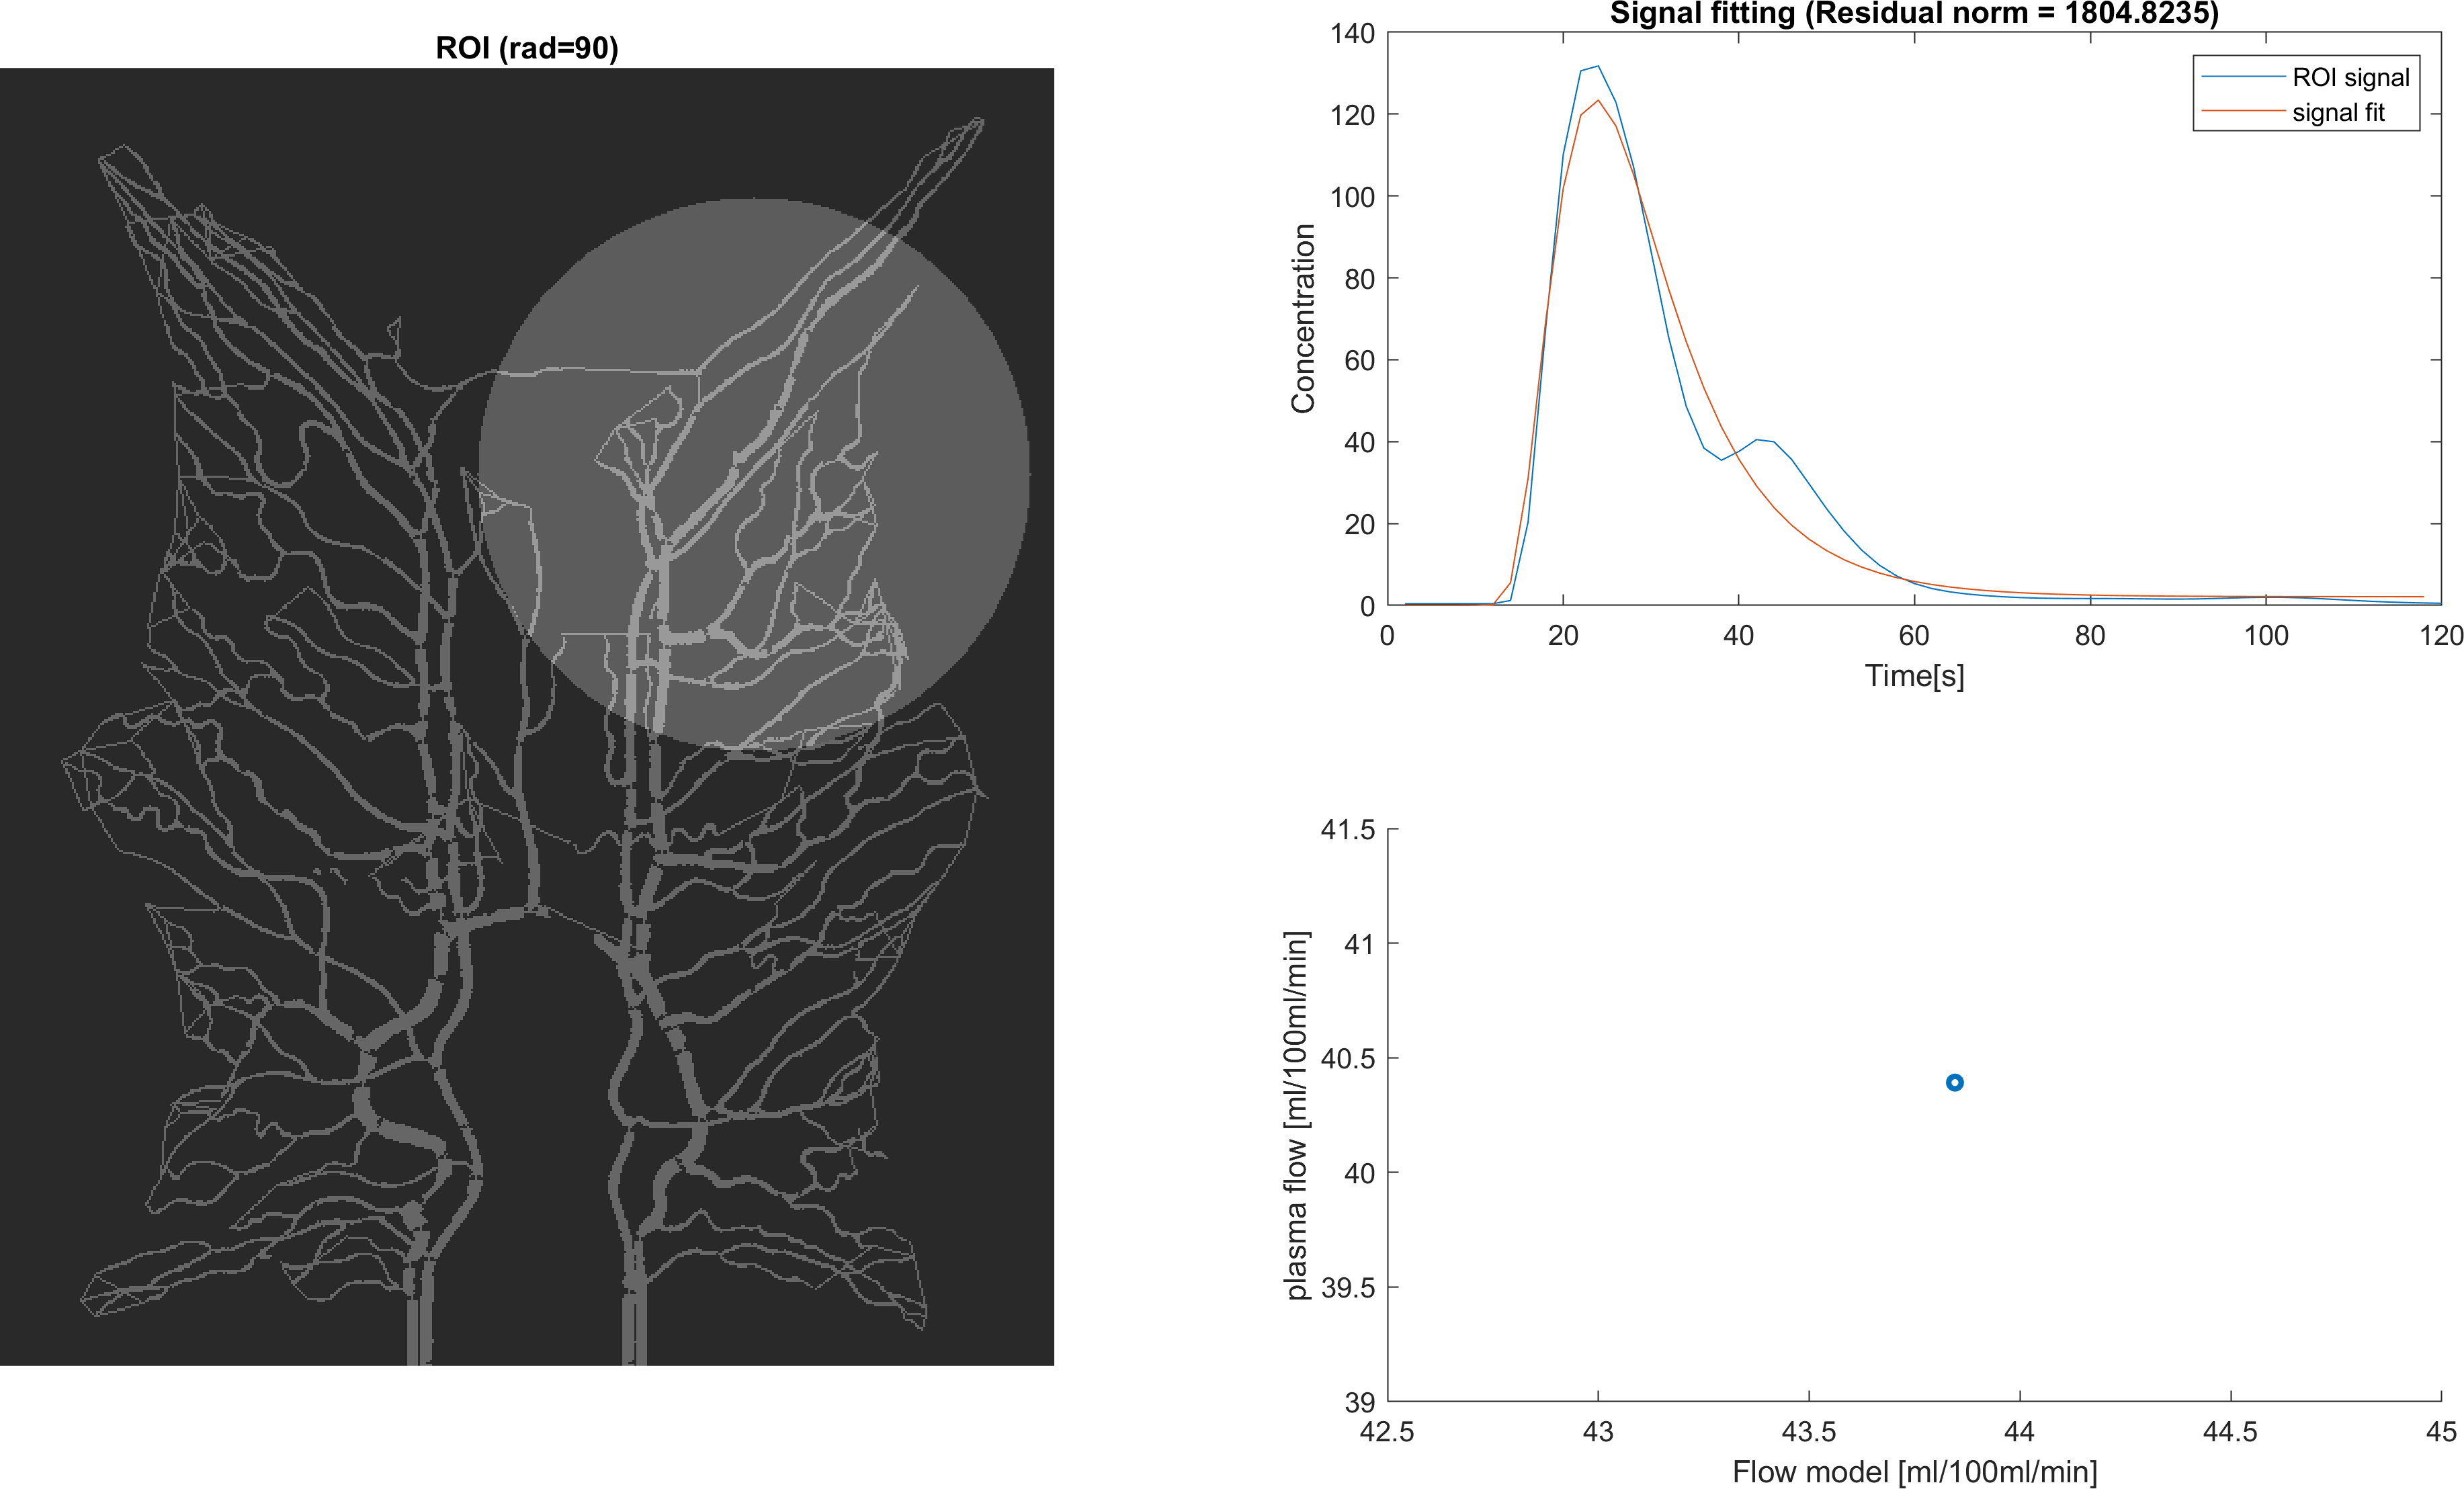 ROI (rad=90)
Signal fitting (Residual norm = 1804.8235)
140
120
100
80
60
40
20
0
Concentration
ROI signal
signal fit
0 20 40 60 80 100 120
Time[s]
41.5
41
40.5
40
39.5
39
plasma flow [ml/100ml/min]
42.5 43 43.5 44 44.5 45
Flow model [ml/100ml/min]